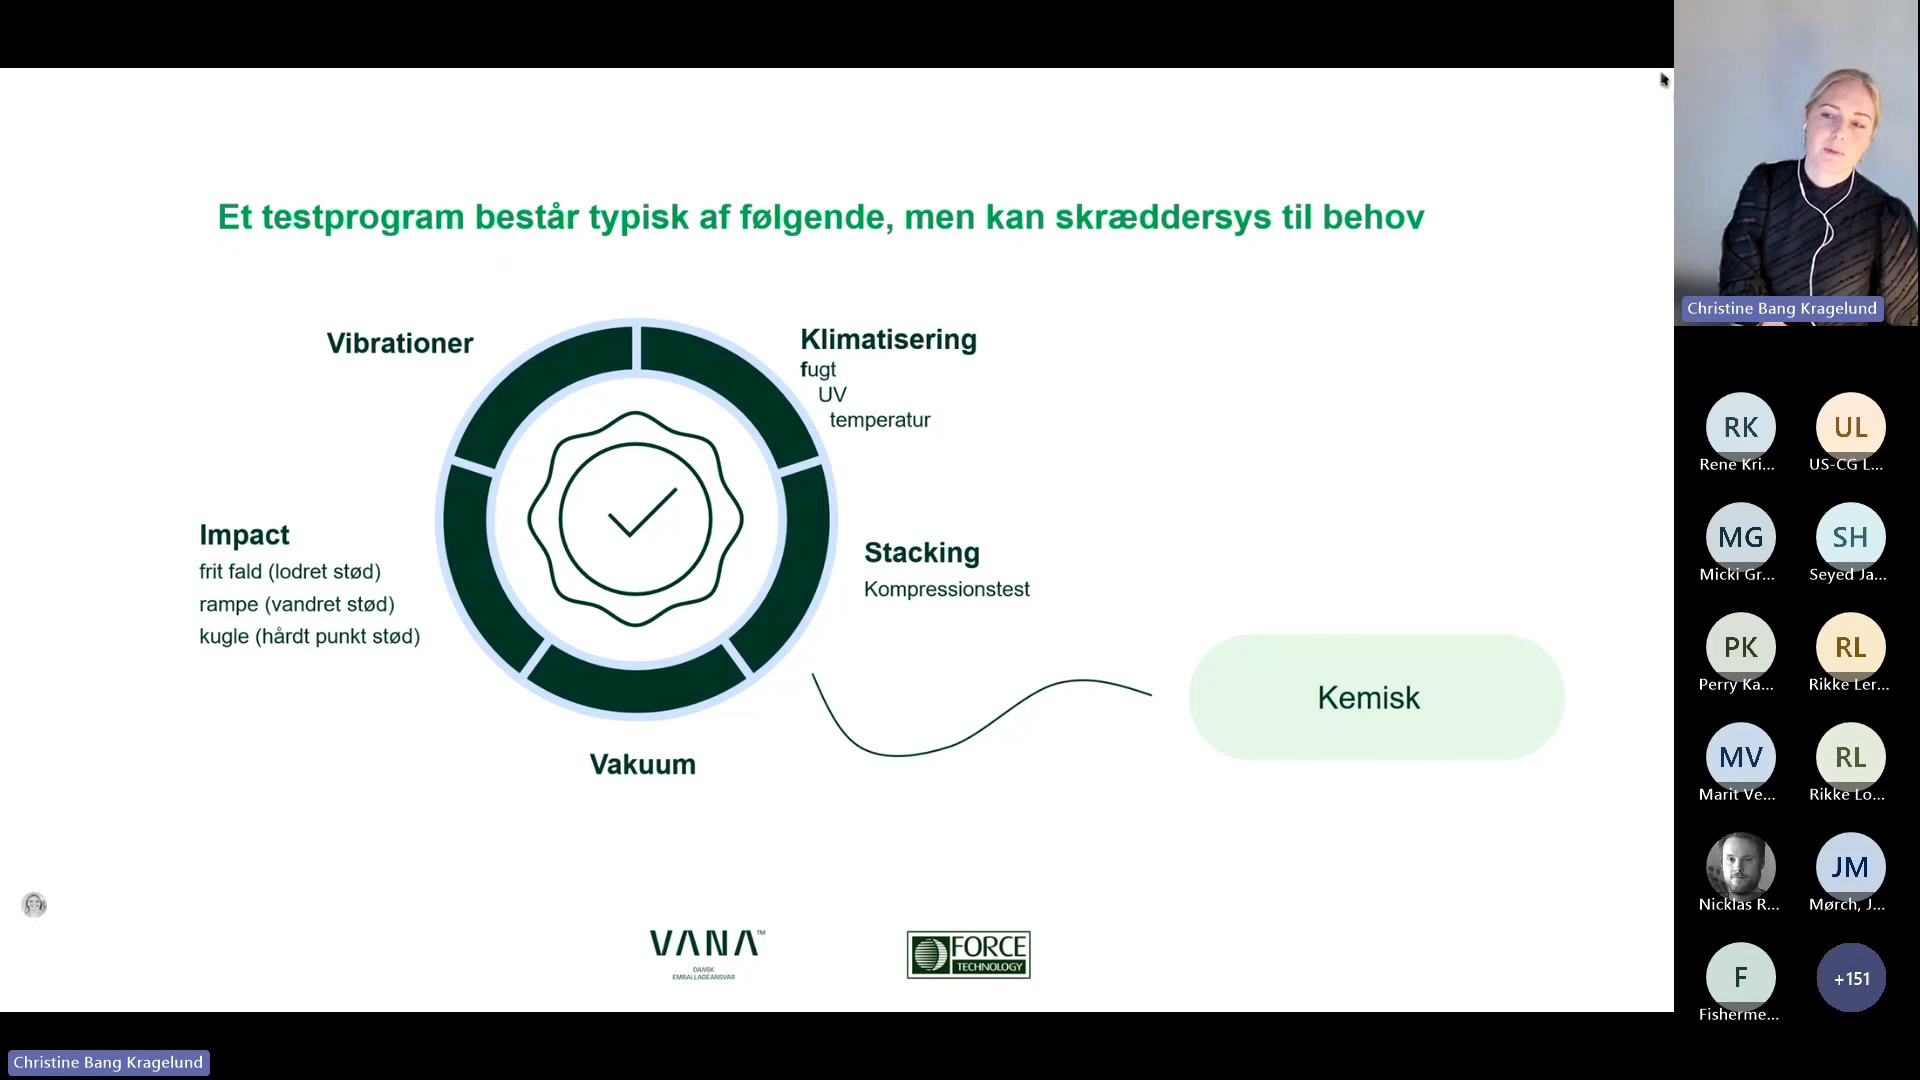 Et testprogram består typisk af følgende, men kan skræddersys til behov
Vibrationer
Klimatisering
fugt
UV
temperatur
Impact
frit fald (lodret stød)
rampe (vandret stød)
kugle (hårdt punkt stød)
Stacking
Kompressionstest
Kemisk
Vakuum
VANA™
DANSK
EMBALLAGEANSVAR
FORCE
TECHNOLOGY
Christine Bang Kragelund
Christine Bang Kragelund
RK
Rene Kri...
UL
US-CG L...
MG
Micki Gr...
SH
Seyed Ja...
PK
Perry Ka...
RL
Rikke Ler...
MV
Marit Ve...
RL
Rikke Lo...
Nicklas R...
JM
Mørch, J...
F
Fisherme...
+151